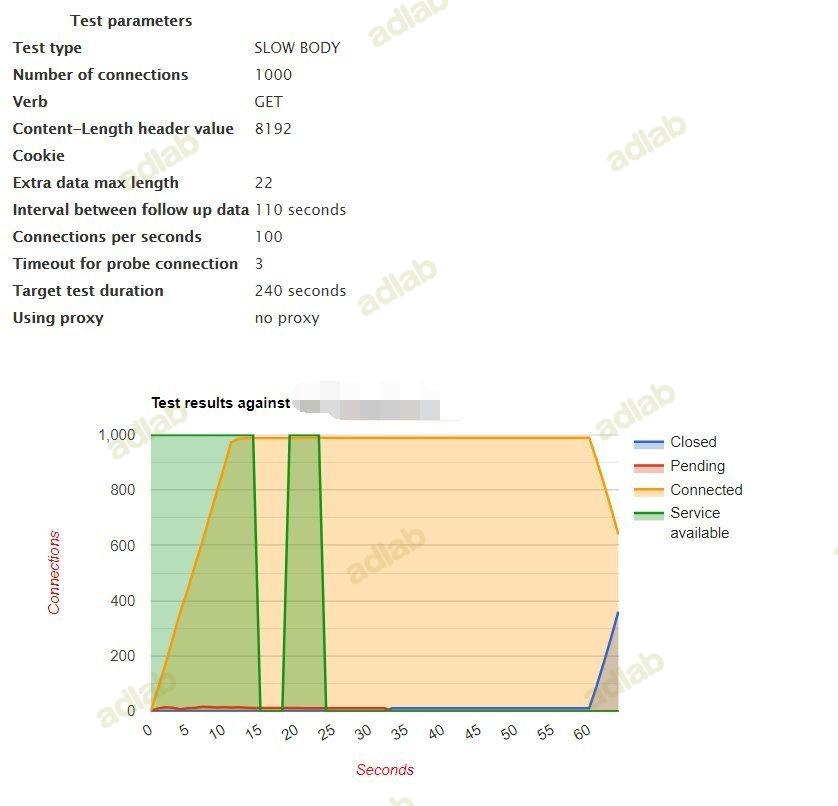 Test parameters
Test type SLOW BODY
Number of connections 1000
Verb GET
Content-Length header value 8192
Cookie
Extra data max length 22
Interval between follow up data 110 seconds
Connections per seconds 100
Timeout for probe connection 3
Target test duration 240 seconds
Using proxy no proxy
Test results against
1,000
800
600
400
200
0
Connections
0 5 10 15 20 25 30 35 40 45 50 55 60
Seconds
Closed
Pending
Connected
Service
available
adlab
adlab
adlab
adlab
adlab
adlab
adlab
adlab
adlab